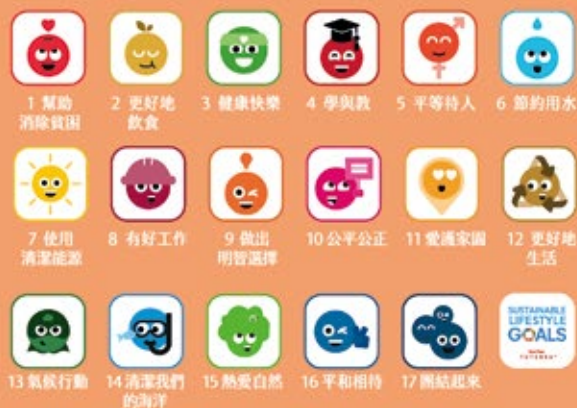 1 幫助
消除貧困
2 更好地
飲食
3 健康快樂
4 學與教
5 平等待人
6 節約用水
7 使用
清潔能源
8 有好工作
9 做出
明智選擇
10 公平公正
11 愛護家園
12 更好地
生活
13 氣候行動
14 清潔我們
的海洋
15 熱愛自然
16 平和相待
17 團結起來
SUSTAINABLE
LIFESTYLE
GOALS